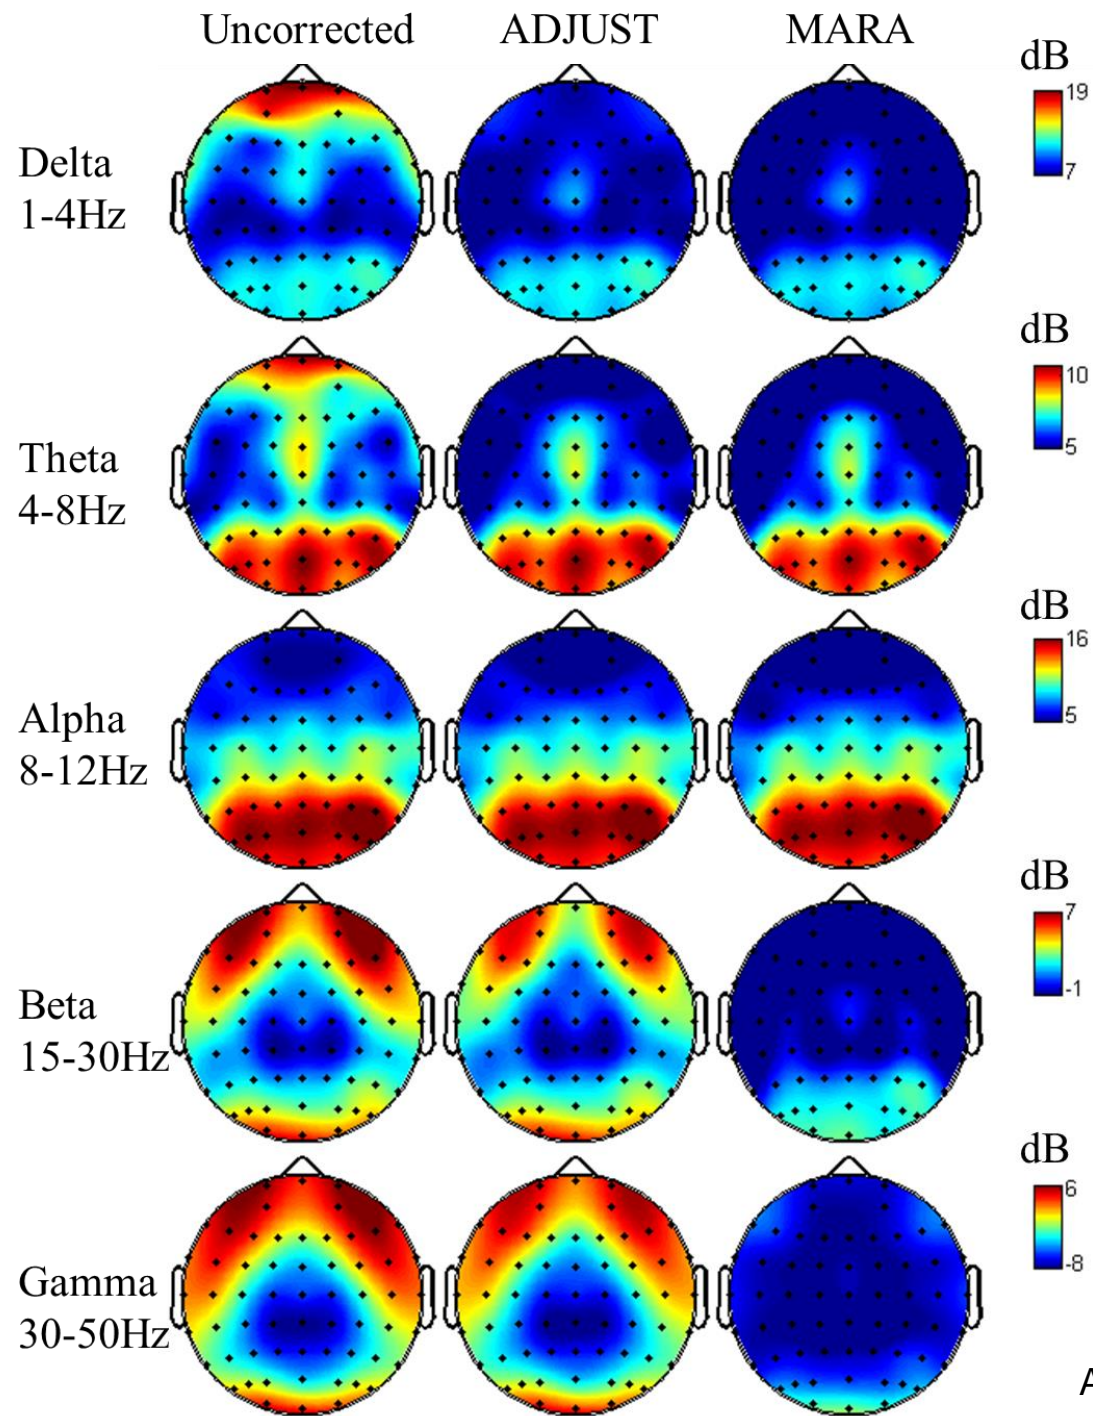 Uncorrected ADJUST MARA
dB
19
7
Delta
1-4Hz
dB
10
5
Theta
4-8Hz
dB
16
5
Alpha
8-12Hz
dB
7
-1
Beta
15-30Hz
dB
6
-8
Gamma
30-50Hz
A